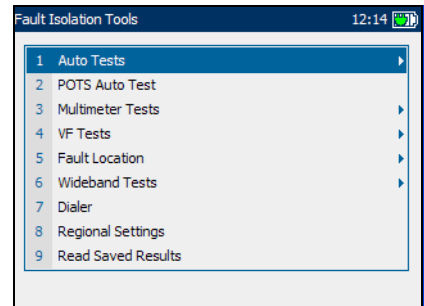 Fault Isolation Tools 12:14
1 Auto Tests
2 POTS Auto Test
3 Multimeter Tests
4 VF Tests
5 Fault Location
6 Wideband Tests
7 Dialer
8 Regional Settings
9 Read Saved Results